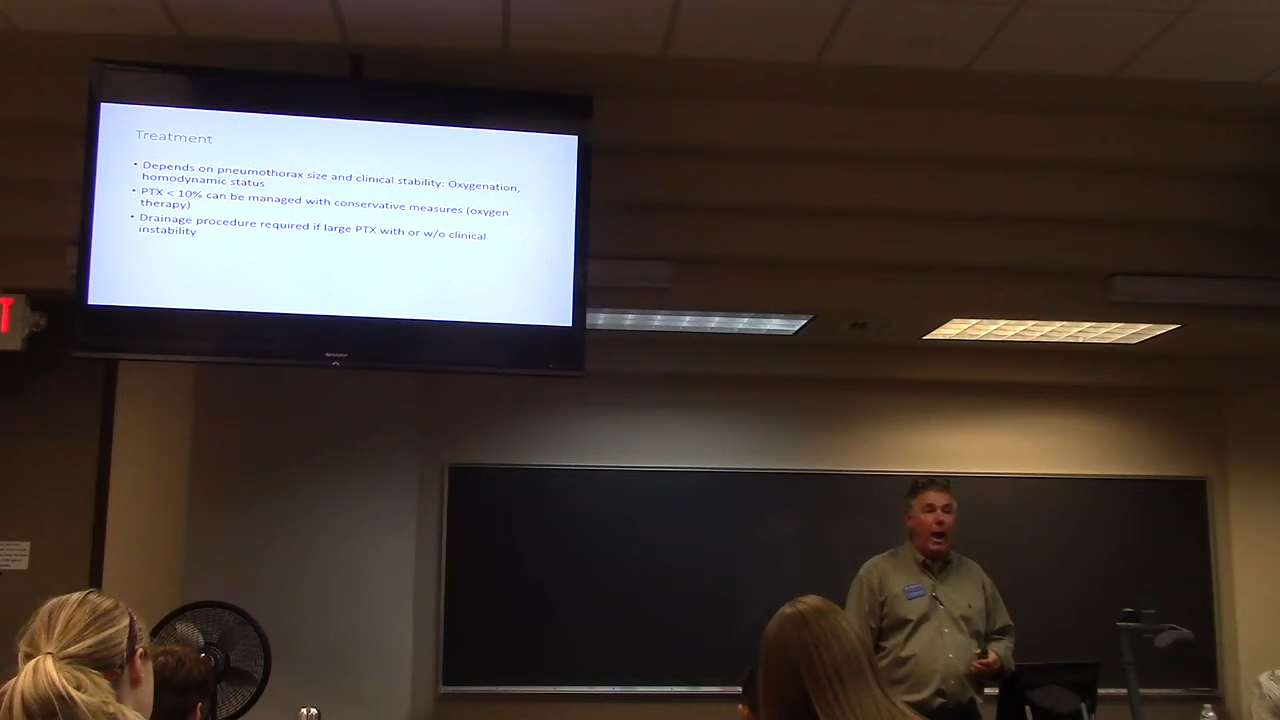 Treatment
• Depends on pneumothorax size and clinical stability: Oxygenation,
homodynamic status
• PTX < 10% can be managed with conservative measures (oxygen
therapy)
• Drainage procedure required if large PTX with or w/o clinical
instability
SHARP
T